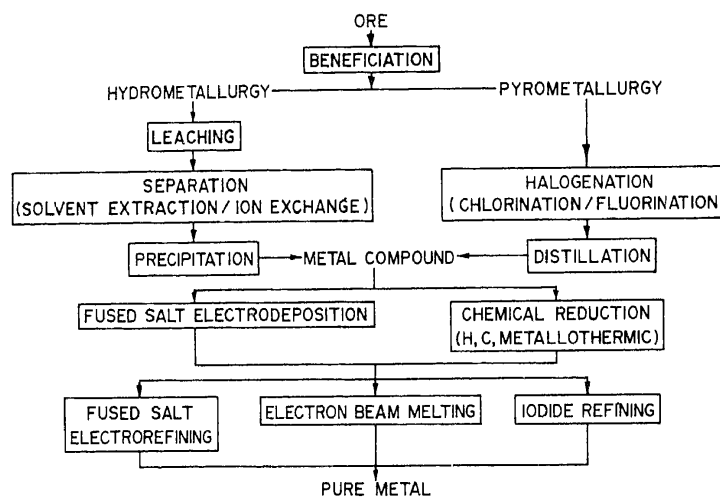 ORE
BENEFICIATION
HYDROMETALLURGY
PYROMETALLURGY
LEACHING
SEPARATION
(SOLVENT EXTRACTION/ION EXCHANGE)
HALOGENATION
(CHLORINATION/FLUORINATION
PRECIPITATION
METAL COMPOUND
DISTILLATION
FUSED SALT ELECTRODEPOSITION
CHEMICAL REDUCTION
(H, C, METALLOTHERMIC)
FUSED SALT
ELECTROREFINING
ELECTRON BEAM MELTING
IODIDE REFINING
PURE METAL